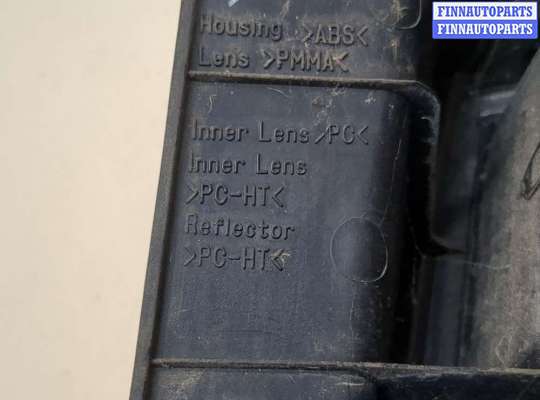 FINNAUTOPARTS
FINNAUTOPARTS
Housing >ABS<
Lens >PMMA<
Inner Lens >PC<
Inner Lens
>PC-HT<
Reflector
>PC-HT<